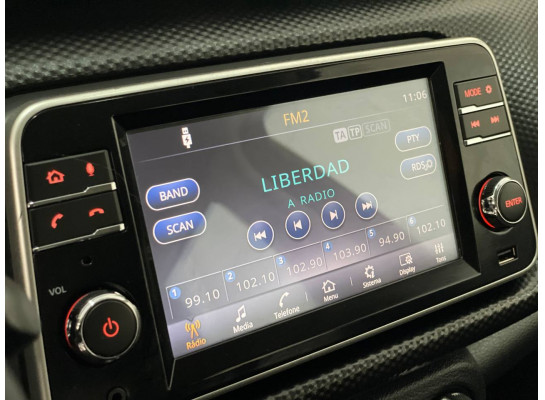 FM2
11:06
TA TP SCAN
MODE
BAND
LIBERDAD
PTY
SCAN
A RADIO
RDS
ENTER
VOL
1 99.10
2 102.10
3 102.90
4 103.90
5 94.90
6 102.10
Rádio
Media
Telefone
Menu
Sistema
Display
Tons